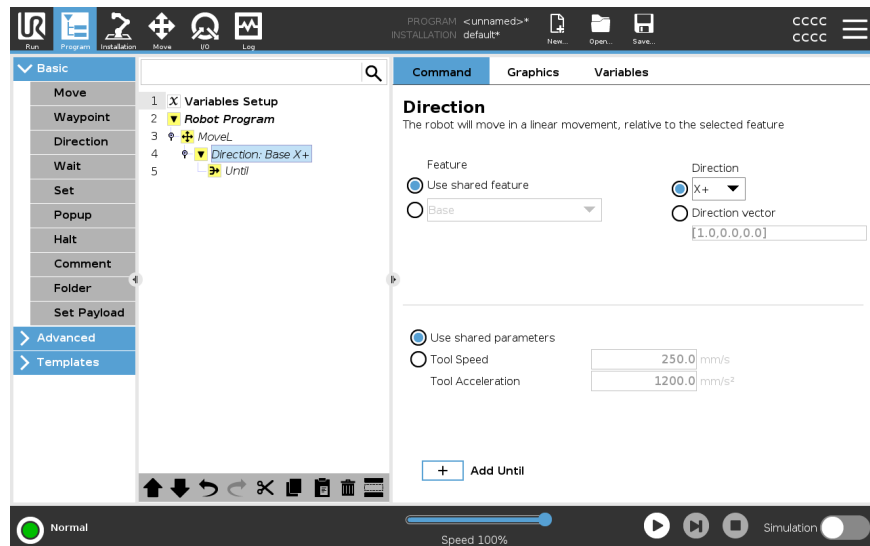 PROGRAM <unnamed>*
INSTALLATION default*
CCCC
CCCC
UR
Run
Program
Installation
Move
I/O
Log
New...
Open...
Save...
Basic
Move
Waypoint
Direction
Wait
Set
Popup
Halt
Comment
Folder
Set Payload
Advanced
Templates
1 X Variables Setup
2 Robot Program
3 MoveL
4 Direction: Base X+
5 Until
Command Graphics Variables
Direction
The robot will move in a linear movement, relative to the selected feature
Feature
Use shared feature
Base
Direction
X+
Direction vector
[1.0,0.0,0.0]
Use shared parameters
Tool Speed 250.0 mm/s
Tool Acceleration 1200.0 mm/s²
+ Add Until
Normal
Speed 100%
Simulation